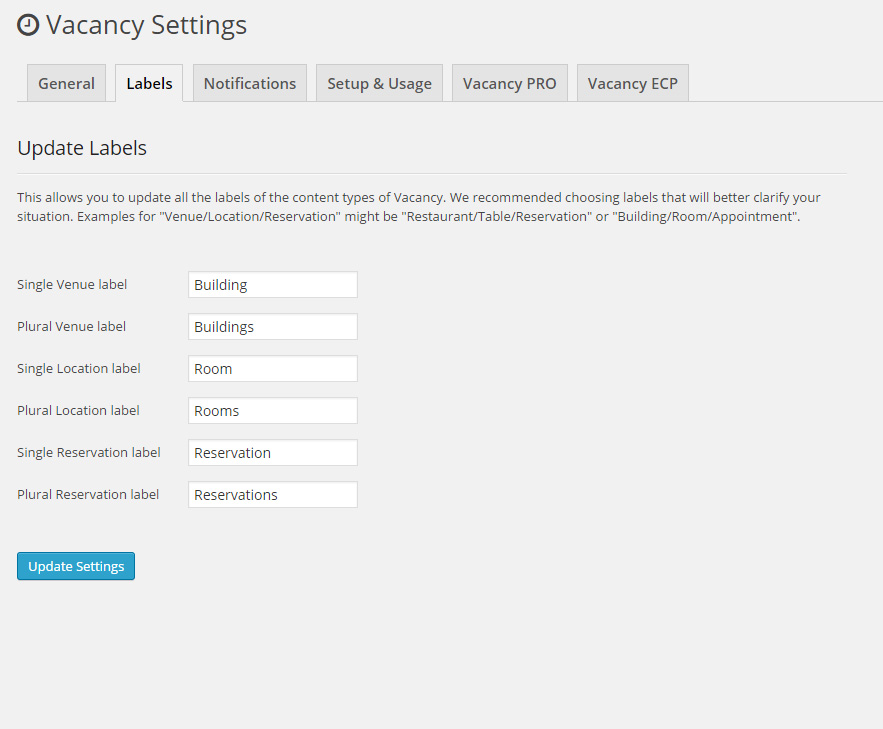 Vacancy Settings
General Labels Notifications Setup & Usage Vacancy PRO Vacancy ECP
Update Labels
This allows you to update all the labels of the content types of Vacancy. We recommended choosing labels that will better clarify your
situation. Examples for "Venue/Location/Reservation" might be "Restaurant/Table/Reservation" or "Building/Room/Appointment".
Single Venue label Building
Plural Venue label Buildings
Single Location label Room
Plural Location label Rooms
Single Reservation label Reservation
Plural Reservation label Reservations
Update Settings